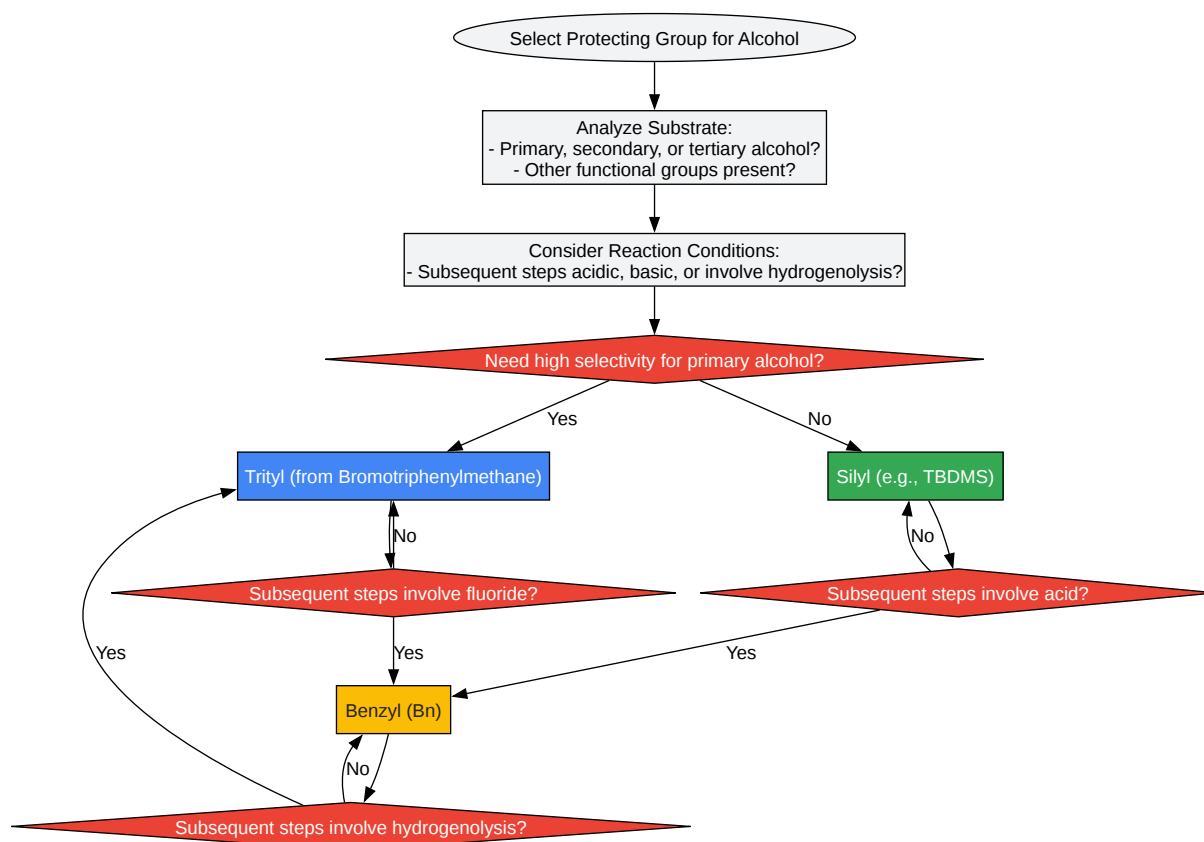 Select Protecting Group for Alcohol
Analyze Substrate:
- Primary, secondary, or tertiary alcohol?
- Other functional groups present?
Consider Reaction Conditions:
- Subsequent steps acidic, basic, or involve hydrogenolysis?
Need high selectivity for primary alcohol?
Yes
No
Trityl (from Bromotriphenylmethane)
Silyl (e.g., TBDMS)
No
No
Subsequent steps involve fluoride?
Subsequent steps involve acid?
Yes
Yes
Yes
Benzyl (Bn)
No
Subsequent steps involve hydrogenolysis?